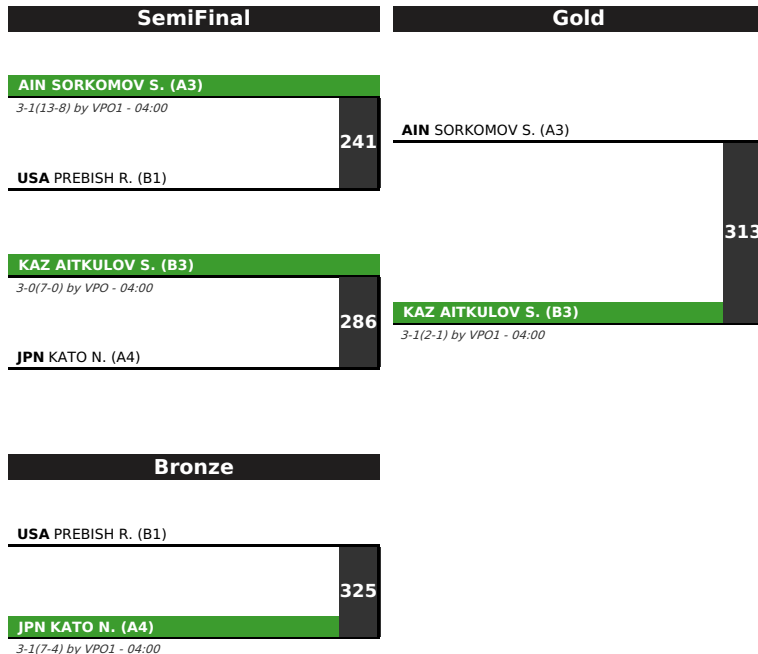 SemiFinal
AIN SORKOMOV S. (A3)
3-1(13-8) by VPO1 - 04:00
241
USA PREBISH R. (B1)
KAZ AITKULOV S. (B3)
3-0(7-0) by VPO - 04:00
286
JPN KATO N. (A4)
Gold
AIN SORKOMOV S. (A3)
313
KAZ AITKULOV S. (B3)
3-1(2-1) by VPO1 - 04:00
Bronze
USA PREBISH R. (B1)
325
JPN KATO N. (A4)
3-1(7-4) by VPO1 - 04:00